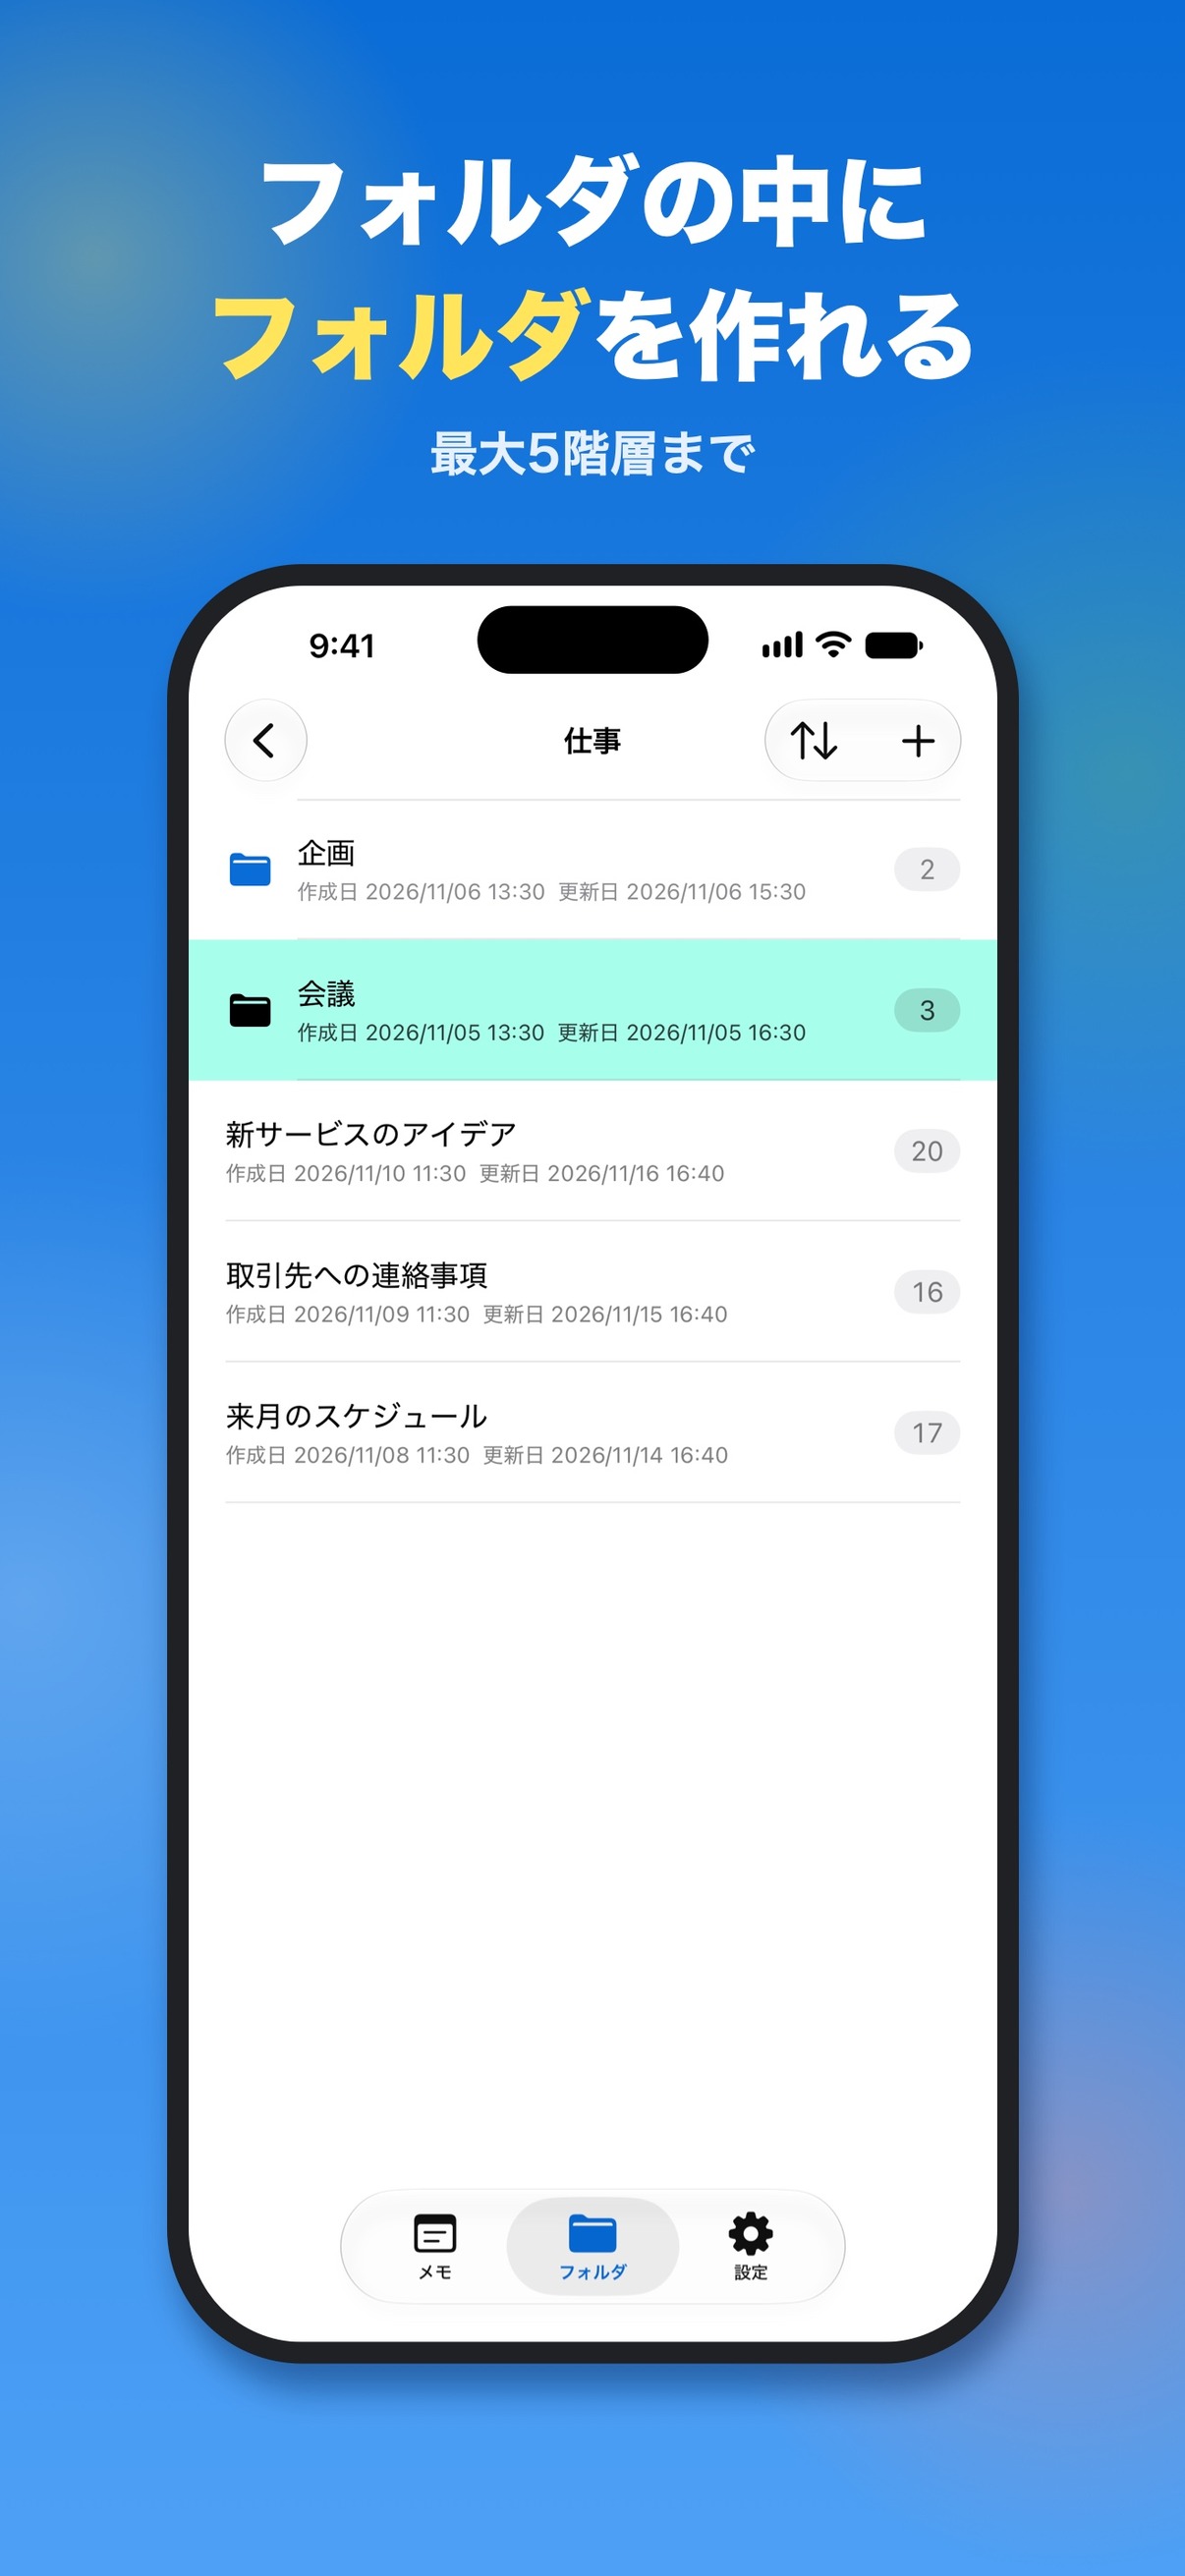 フォルダの中に
フォルダを作れる
最大5階層まで
9:41
仕事
企画
作成日 2026/11/06 13:30 更新日 2026/11/06 15:30
2
会議
作成日 2026/11/05 13:30 更新日 2026/11/05 16:30
3
新サービスのアイデア
作成日 2026/11/10 11:30 更新日 2026/11/16 16:40
20
取引先への連絡事項
作成日 2026/11/09 11:30 更新日 2026/11/15 16:40
16
来月のスケジュール
作成日 2026/11/08 11:30 更新日 2026/11/14 16:40
17
メモ
フォルダ
設定